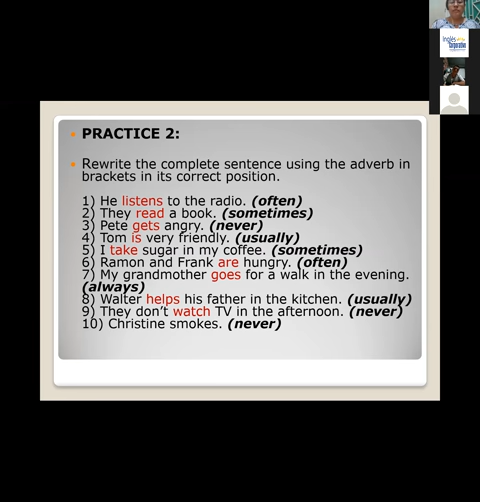 PRACTICE 2:
Rewrite the complete sentence using the adverb in
brackets in its correct position.
1) He listens to the radio. (often)
2) They read a book. (sometimes)
3) Pete gets angry. (never)
4) Tom is very friendly. (usually)
5) I take sugar in my coffee. (sometimes)
6) Ramon and Frank are hungry. (often)
7) My grandmother goes for a walk in the evening.
(always)
8) Walter helps his father in the kitchen. (usually)
9) They don't watch TV in the afternoon. (never)
10) Christine smokes. (never)
Inglés